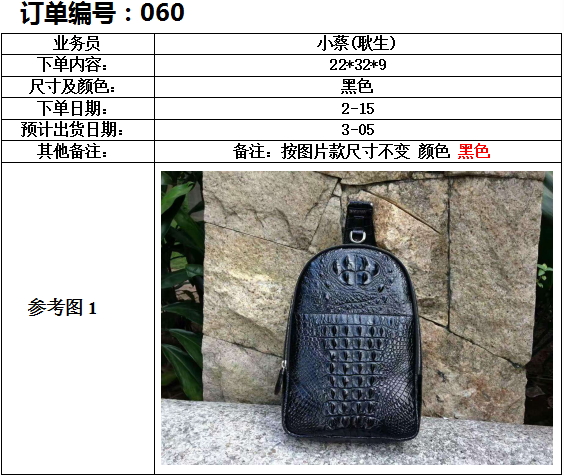 订单编号：060
业务员 小蔡(耿生)
下单内容： 22*32*9
尺寸及颜色： 黑色
下单日期： 2-15
预计出货日期： 3-05
其他备注： 备注：按图片款尺寸不变 颜色 黑色
参考图 1